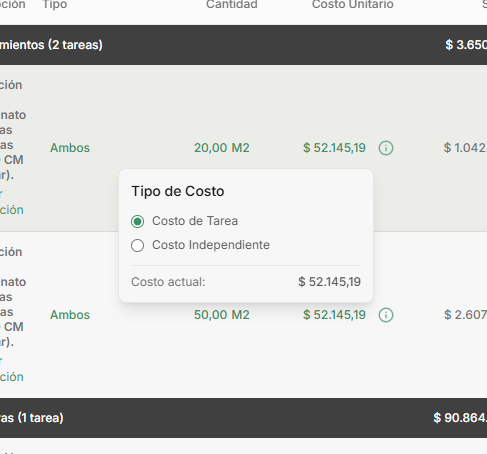 ción Tipo Cantidad Costo Unitario S
mientos (2 tareas) $ 3.650
ción
nato
as
as
CM
r).
r
ción
Ambos 20,00 M2 $ 52.145,19 $ 1.042
Tipo de Costo
Costo de Tarea
Costo Independiente
Costo actual: $ 52.145,19
ción
nato
as
as
CM
r).
r
ción
Ambos 50,00 M2 $ 52.145,19 $ 2.607
as (1 tarea) $ 90.864